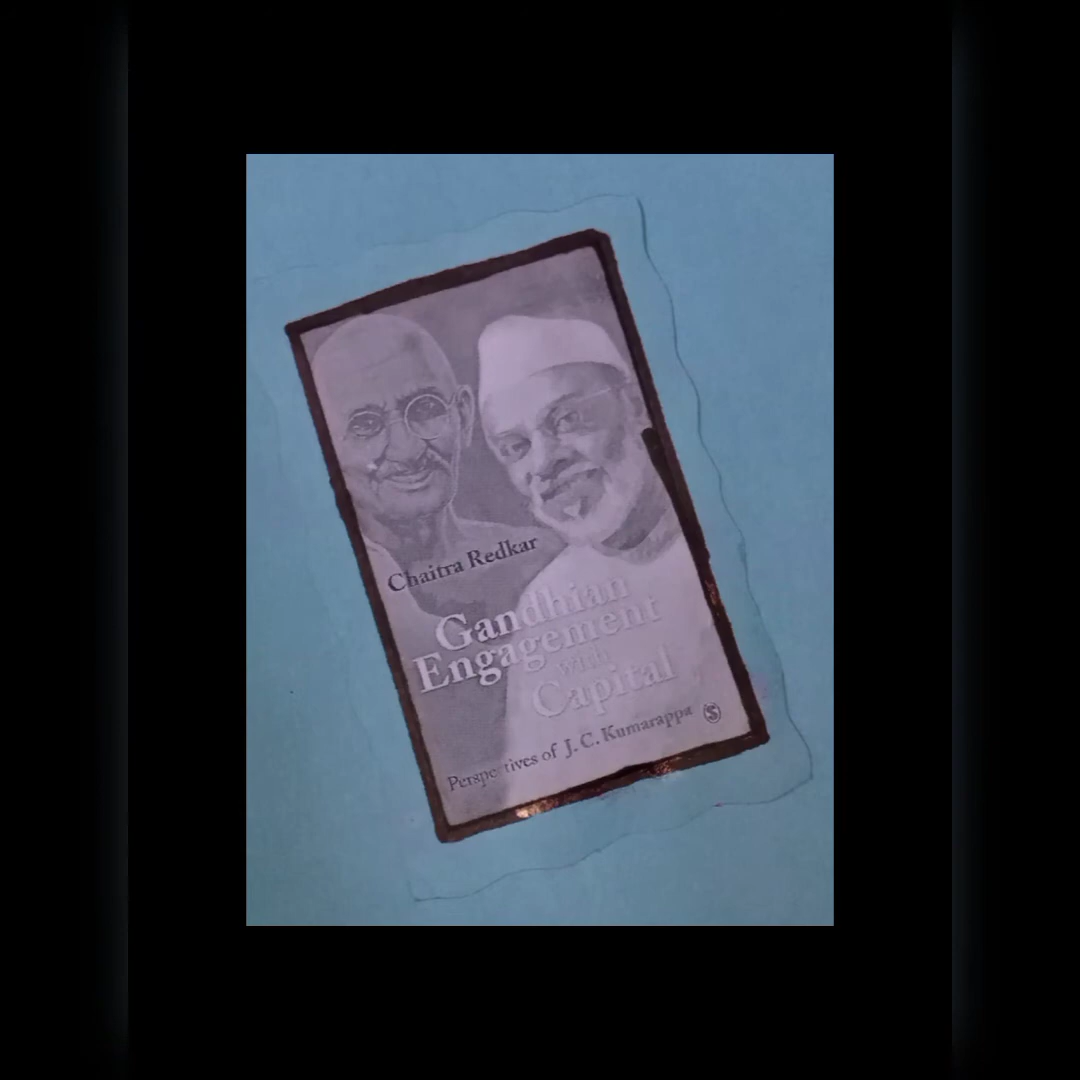 Chaitra Redkar
Gandhian
Engagement
with
Capital
Perspectives of J. C. Kumarappa
S